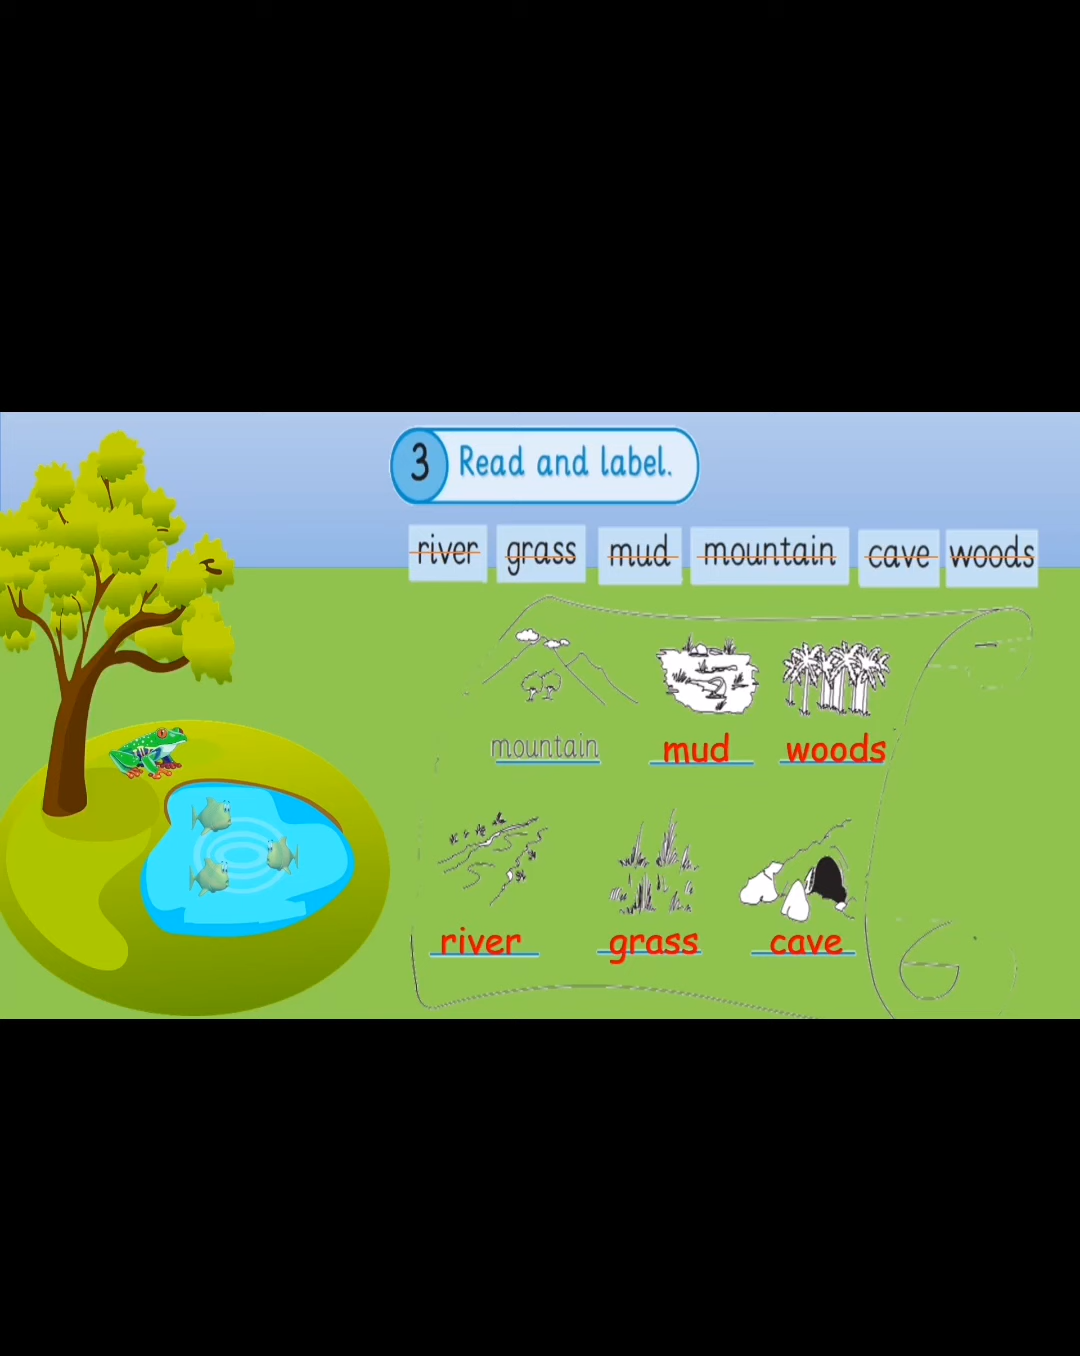 3 Read and label.
river grass mud mountain cave woods
mountain mud woods
river grass cave